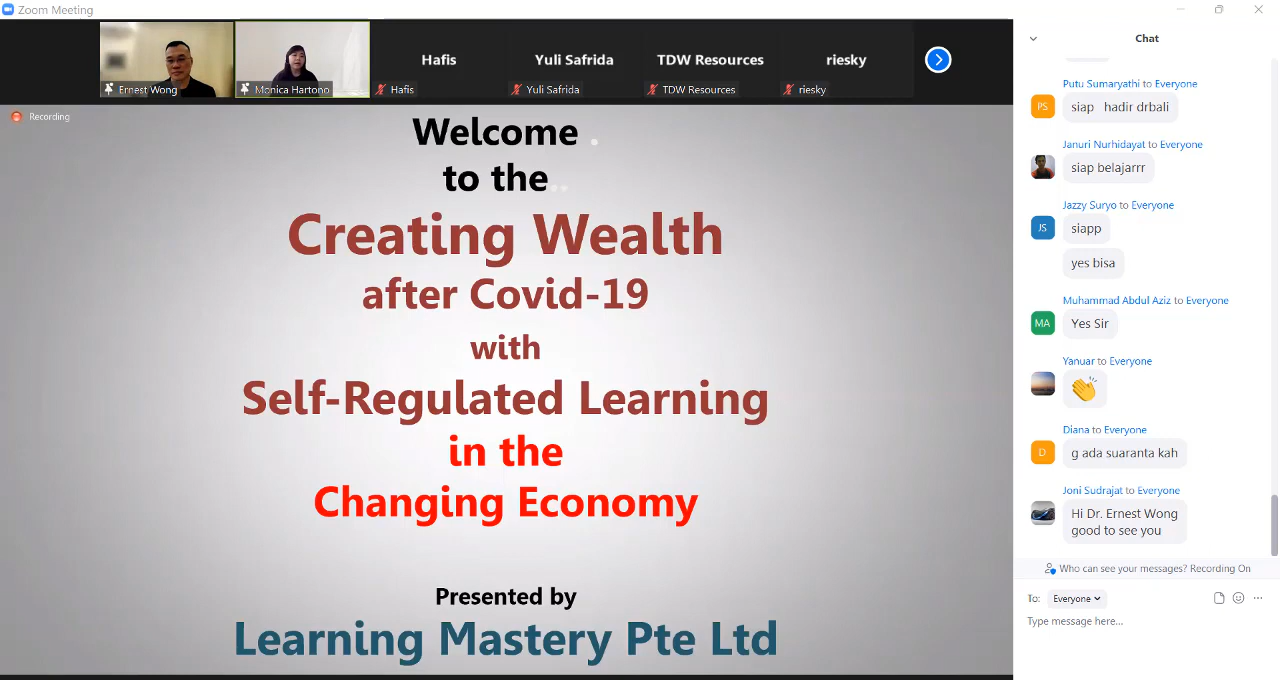 Zoom Meeting
Ernest Wong
Monica Hartono
Hafis
Hafis
Yuli Safrida
Yuli Safrida
TDW Resources
TDW Resources
riesky
riesky
Recording
Welcome .
to the..
Creating Wealth
after Covid-19
with
Self-Regulated Learning
in the
Changing Economy
Presented by
Learning Mastery Pte Ltd
Chat
Putu Sumaryathi to Everyone
PS
siap hadir drbali
Januri Nurhidayat to Everyone
siap belajarrr
Jazzy Suryo to Everyone
JS
siapp
yes bisa
Muhammad Abdul Aziz to Everyone
MA
Yes Sir
Yanuar to Everyone
Diana to Everyone
D
g ada suaranta kah
Joni Sudrajat to Everyone
Hi Dr. Ernest Wong
good to see you
Who can see your messages? Recording On
To: Everyone
Type message here...